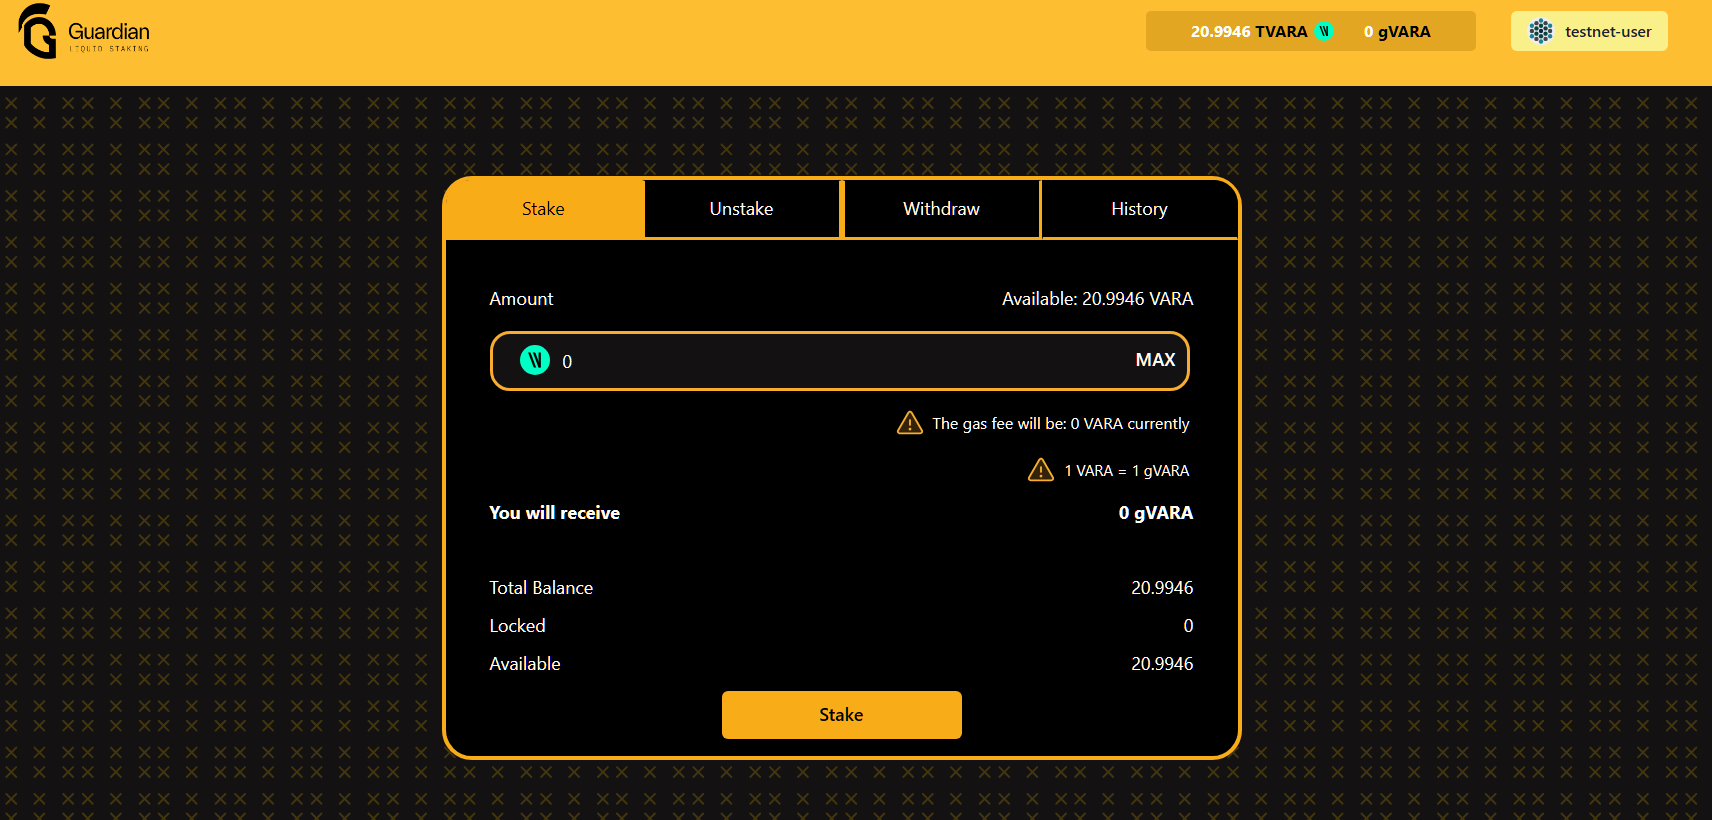 Guardian
LIQUID STAKING
20.9946 TVARA 0 gVARA
testnet-user
Stake Unstake Withdraw History
Amount Available: 20.9946 VARA
0 MAX
The gas fee will be: 0 VARA currently
1 VARA = 1 gVARA
You will receive 0 gVARA
Total Balance 20.9946
Locked 0
Available 20.9946
Stake